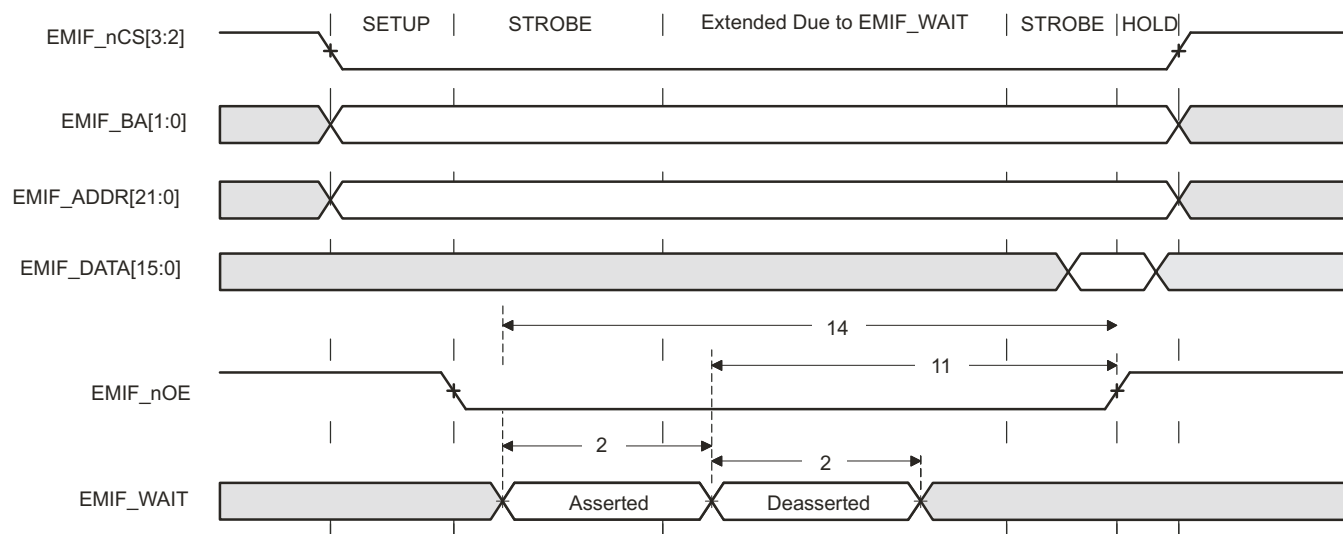 SETUP STROBE Extended Due to EMIF_WAIT STROBE HOLD
EMIF_nCS[3:2]
EMIF_BA[1:0]
EMIF_ADDR[21:0]
EMIF_DATA[15:0]
14
11
EMIF_nOE
2
2
EMIF_WAIT Asserted Deasserted